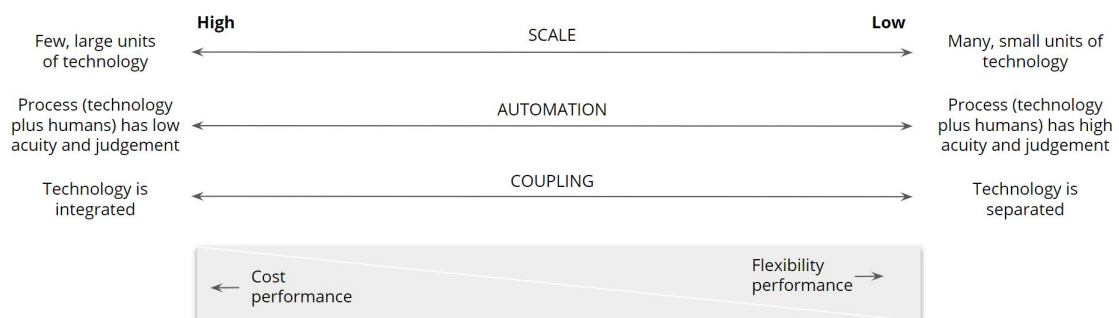 High
Low
Few, large units
of technology
SCALE
Many, small units of
technology
Process (technology
plus humans) has low
acuity and judgement
AUTOMATION
Process (technology
plus humans) has high
acuity and judgement
Technology is
integrated
COUPLING
Technology is
separated
Cost
performance
Flexibility
performance